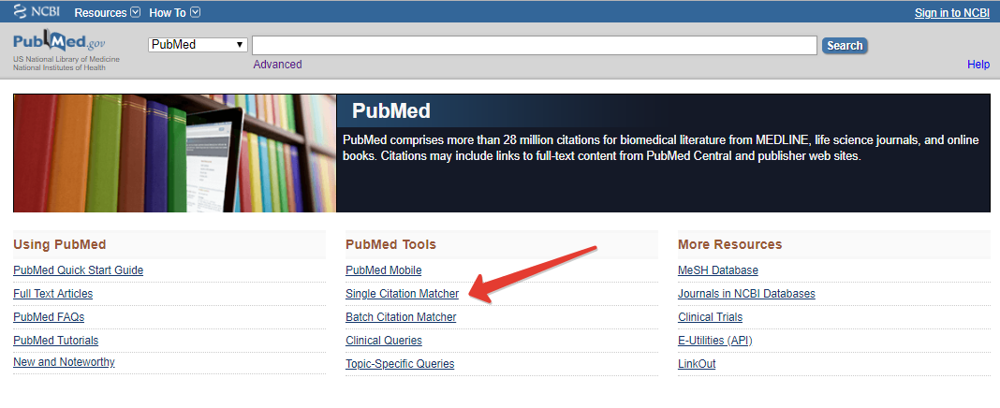 NCBI Resources How To Sign in to NCBI
PubMed.gov
US National Library of Medicine
National Institutes of Health
PubMed
Search
Advanced
Help
PubMed
PubMed comprises more than 28 million citations for biomedical literature from MEDLINE, life science journals, and online
books. Citations may include links to full-text content from PubMed Central and publisher web sites.
Using PubMed
PubMed Quick Start Guide
Full Text Articles
PubMed FAQs
PubMed Tutorials
New and Noteworthy
PubMed Tools
PubMed Mobile
Single Citation Matcher
Batch Citation Matcher
Clinical Queries
Topic-Specific Queries
More Resources
MeSH Database
Journals in NCBI Databases
Clinical Trials
E-Utilities (API)
LinkOut